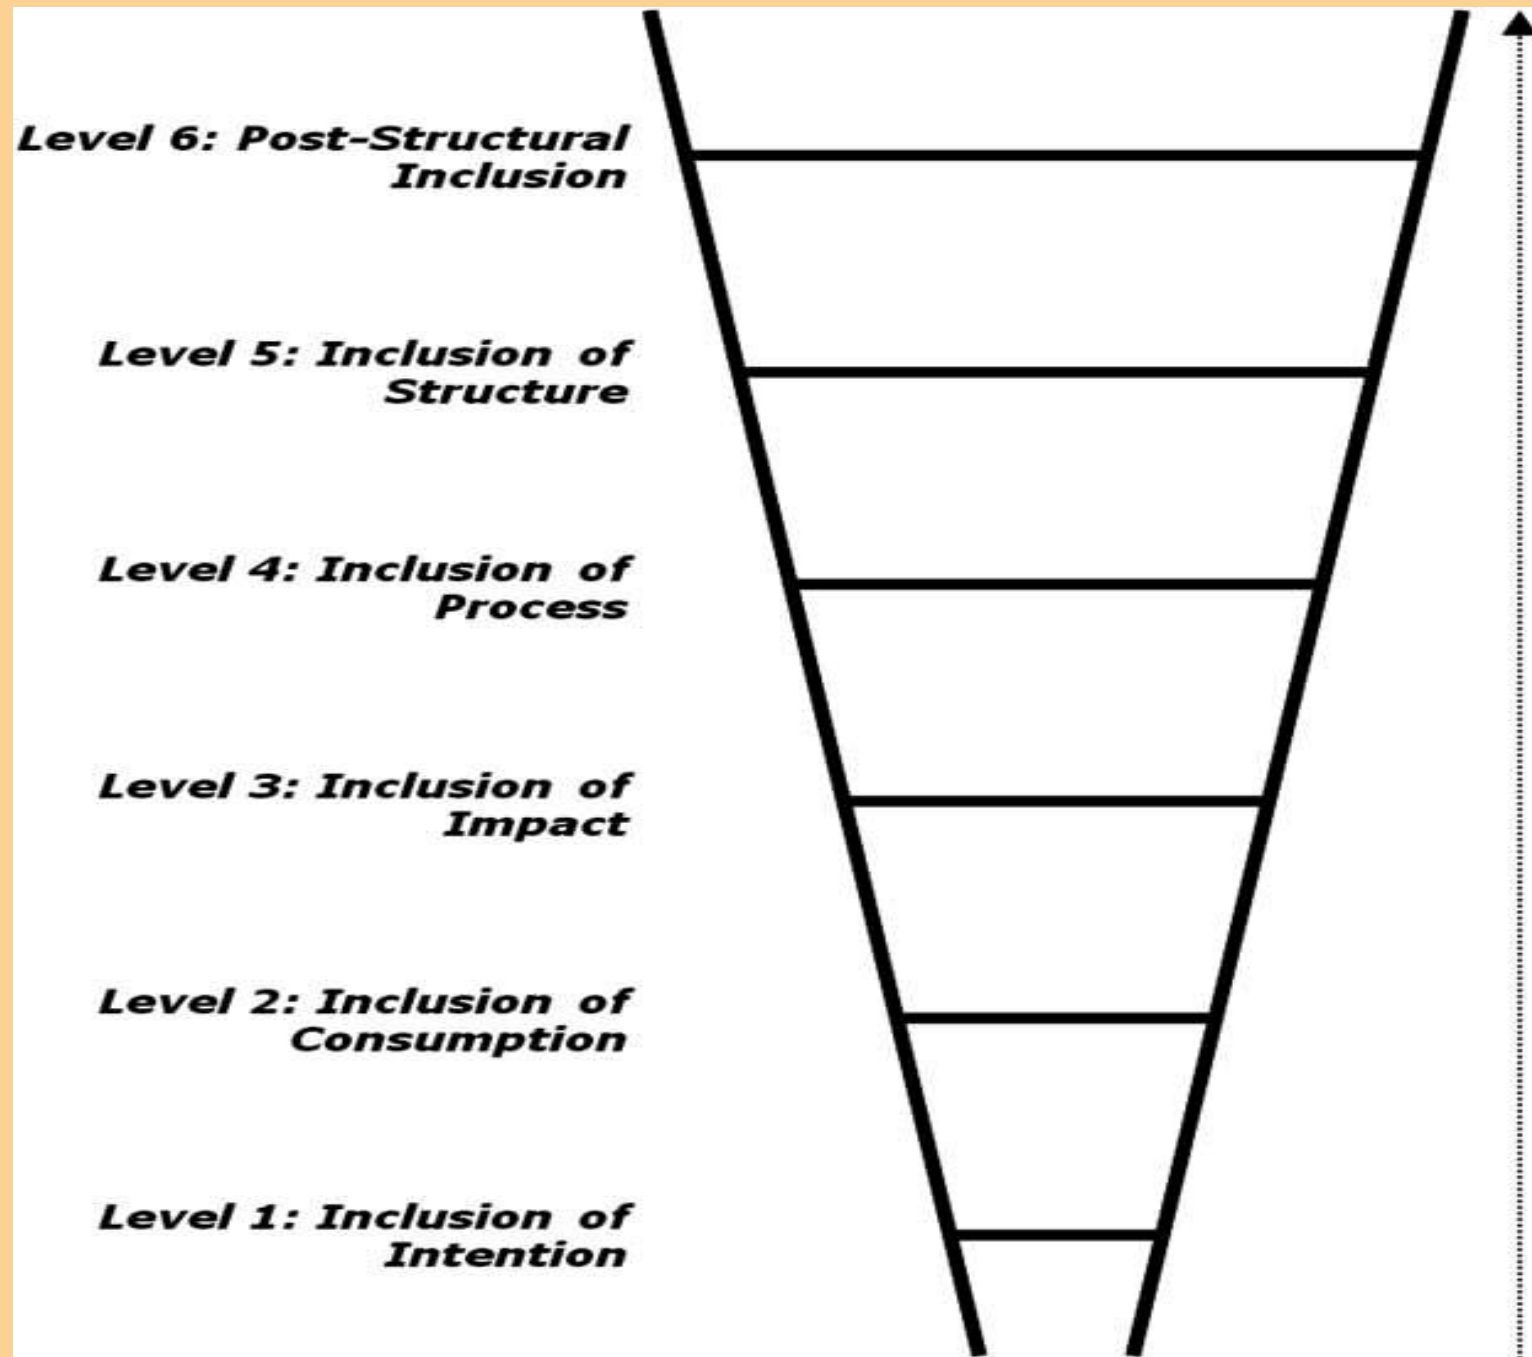 Level 6: Post-Structural
Inclusion
Level 5: Inclusion of
Structure
Level 4: Inclusion of
Process
Level 3: Inclusion of
Impact
Level 2: Inclusion of
Consumption
Level 1: Inclusion of
Intention